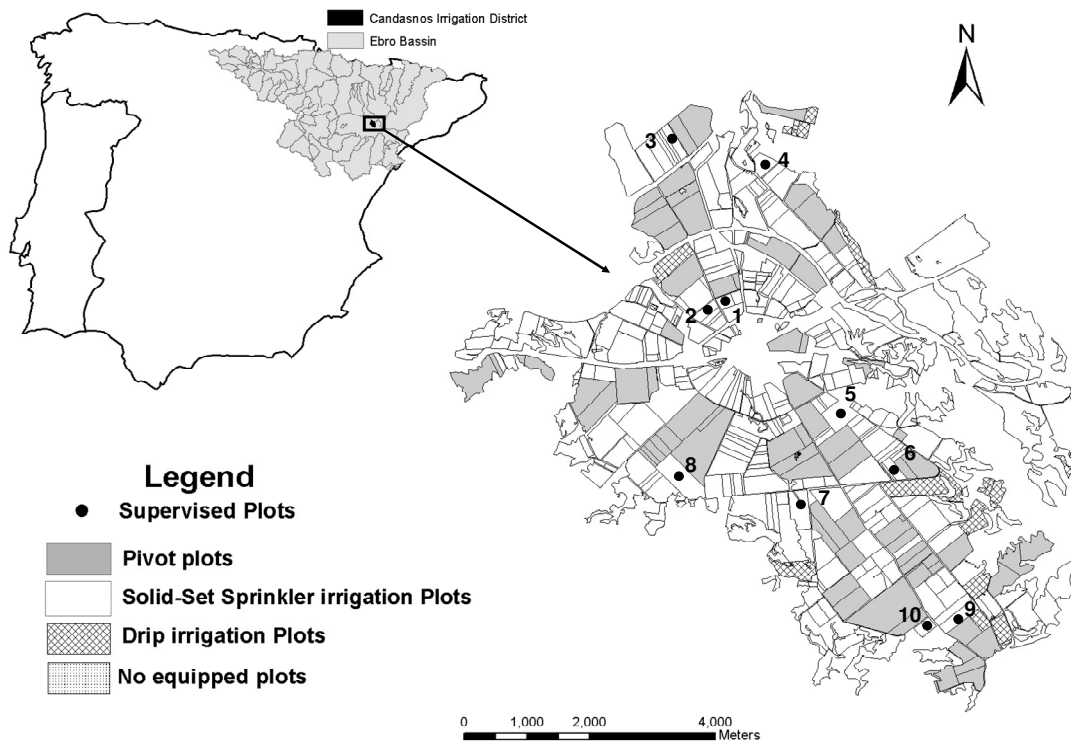 Candasnos Irrigation District
Ebro Bassin
N
3
4
2
1
5
6
8
7
10
9
Legend
Supervised Plots
Pivot plots
Solid-Set Sprinkler irrigation Plots
Drip irrigation Plots
No equipped plots
0 1,000 2,000 4,000
Meters